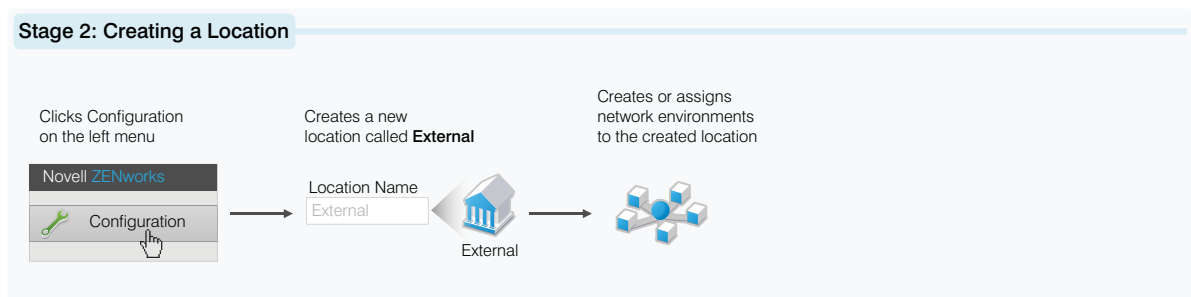 Stage 2: Creating a Location
Clicks Configuration
on the left menu
Novell ZENworks
Configuration
Creates a new
location called External
Location Name
External
External
Creates or assigns
network environments
to the created location